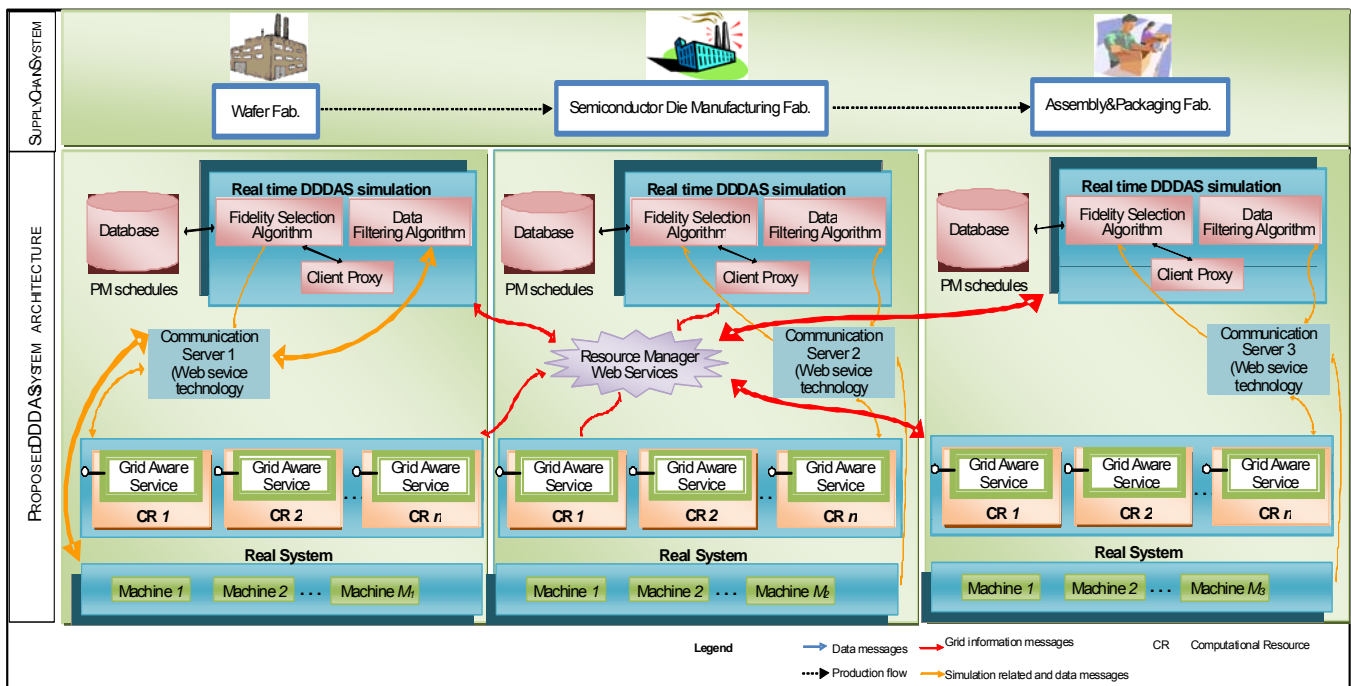 SUPPLYCHAINSYSTEM
Wafer Fab.
Semiconductor Die Manufacturing Fab.
Assembly&Packaging Fab.
PROPOSEDDDDASSYSTEM ARCHITECTURE
Real time DDDAS simulation
Database
Fidelity Selection
Algorithm
Data
Filtering Algorithm
Client Proxy
PM schedules
Communication
Server 1
(Web sevice
technology
Grid Aware
Service
CR 1
Grid Aware
Service
CR 2
...
Grid Aware
Service
CR n
Real System
Machine 1
Machine 2
...
Machine M1
Real time DDDAS simulation
Database
Fidelity Selection
Algorithm
Data
Filtering Algorithm
Client Proxy
PM schedules
Resource Manager
Web Services
Communication
Server 2
(Web sevice
technology
Grid Aware
Service
CR 1
Grid Aware
Service
CR 2
..
Grid Aware
Service
CR n
Real System
Machine 1
Machine 2
...
Machine M2
Real time DDDAS simulation
Database
Fidelity Selection
Algorithm
Data
Filtering Algorithm
Client Proxy
PM schedules
Communication
Server 3
(Web sevice
technology
Grid Aware
Service
CR 1
Grid Aware
Service
CR 2
...
Grid Aware
Service
CR n
Real System
Machine 1
Machine 2
...
Machine M3
Legend
Data messages
Grid information messages
CR Computational Resource
Production flow
Simulation related and data messages